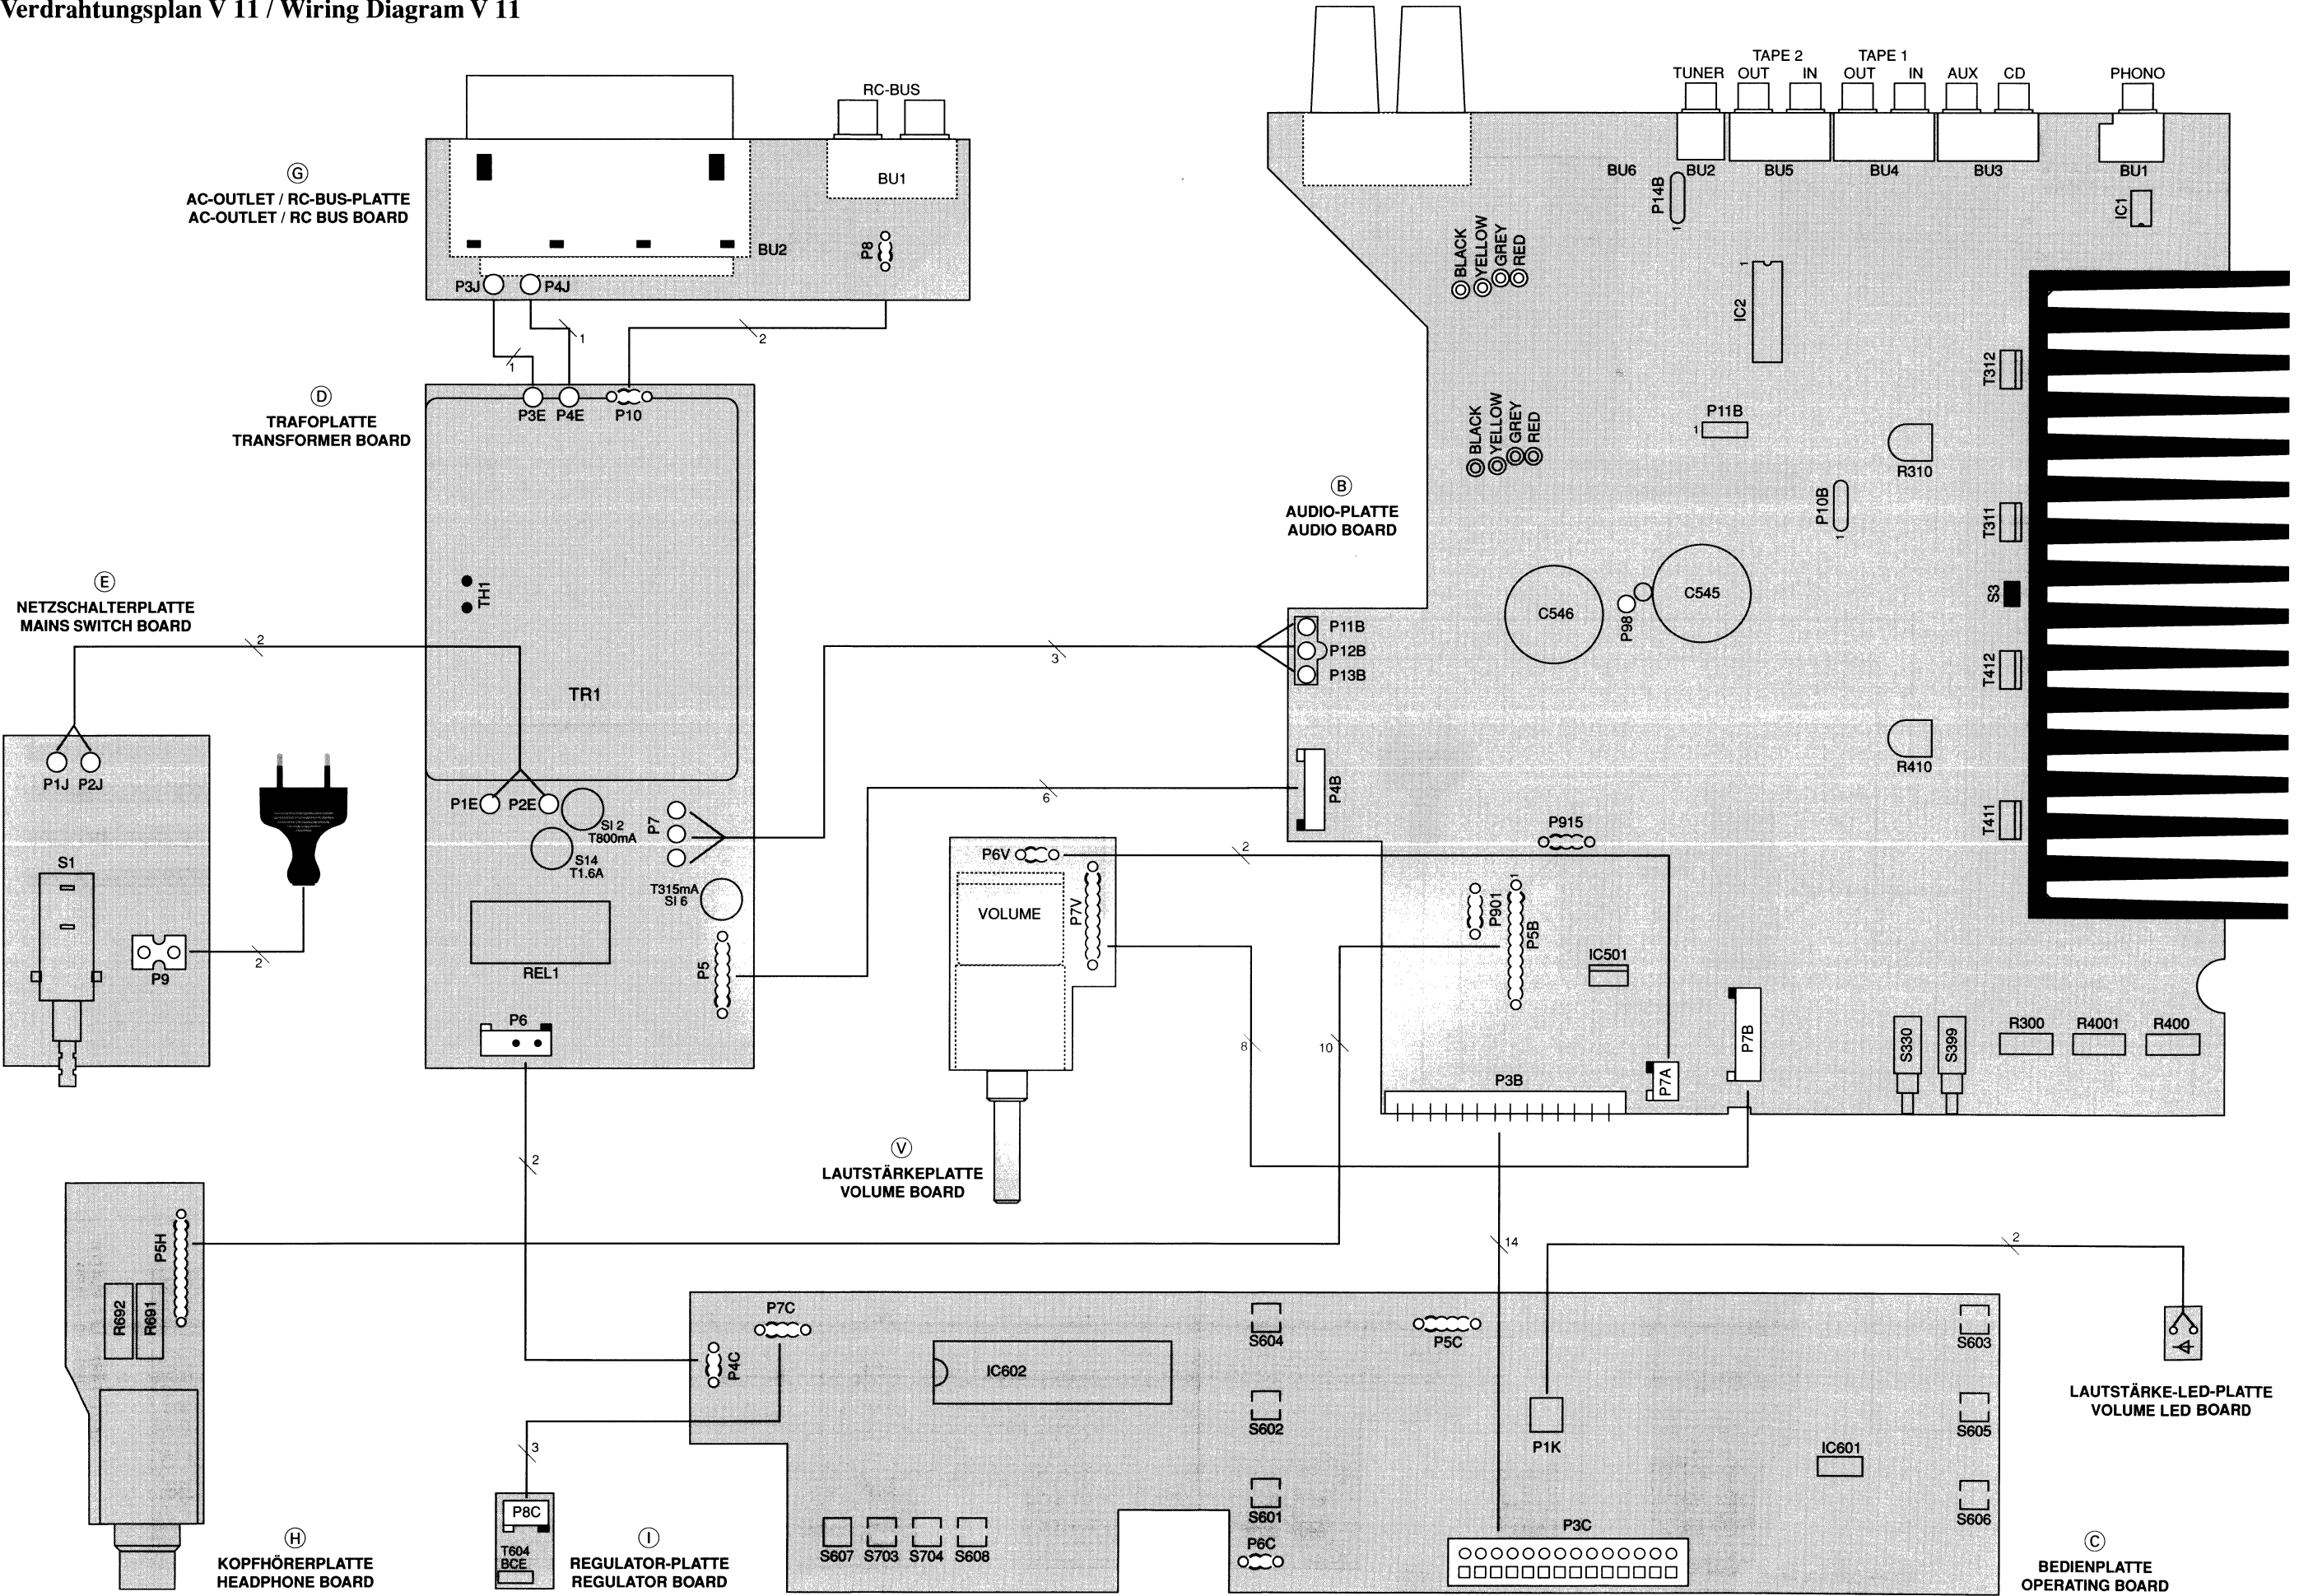 Verdrahtungsplan V 11 / Wiring Diagram V 11
RC-BUS
BU1
BU2
P8
P3J
P4J
G
AC-OUTLET / RC-BUS-PLATTE
AC-OUTLET / RC BUS BOARD
1
1
2
D
TRAFOPLATTE
TRANSFORMER BOARD
P3E
P4E
P10
TH1
TR1
P1E
P2E
SI 2
T800mA
S14
T1.6A
P7
T315mA
SI 6
REL1
P5
P6
E
NETZSCHALTERPLATTE
MAINS SWITCH BOARD
2
P1J
P2J
S1
P9
2
3
6
TAPE 2
TAPE 1
TUNER
OUT
IN
OUT
IN
AUX
CD
PHONO
BU6
BU2
BU5
BU4
BU3
BU1
P14B
1
IC1
BLACK
YELLOW
GREY
RED
1
IC2
T312
BLACK
YELLOW
GREY
RED
P11B
1
R310
B
AUDIO-PLATTE
AUDIO BOARD
P10B
1
T311
C546
P98
C545
S3
P11B
P12B
P13B
T412
R410
P4B
T411
P915
P901
1
P5B
IC501
P7B
P7A
P3B
S330
S399
R300
R4001
R400
P6V
2
VOLUME
P7V
8
10
V
LAUTSTÄRKEPLATTE
VOLUME BOARD
2
P5H
R692
R691
H
KOPFHÖRERPLATTE
HEADPHONE BOARD
14
2
LAUTSTÄRKE-LED-PLATTE
VOLUME LED BOARD
P7C
P4C
IC602
S604
P5C
S603
S602
P1K
S605
IC601
S601
S606
P6C
P3C
S607
S703
S704
S608
3
P8C
T604
BCE
I
REGULATOR-PLATTE
REGULATOR BOARD
C
BEDIENPLATTE
OPERATING BOARD